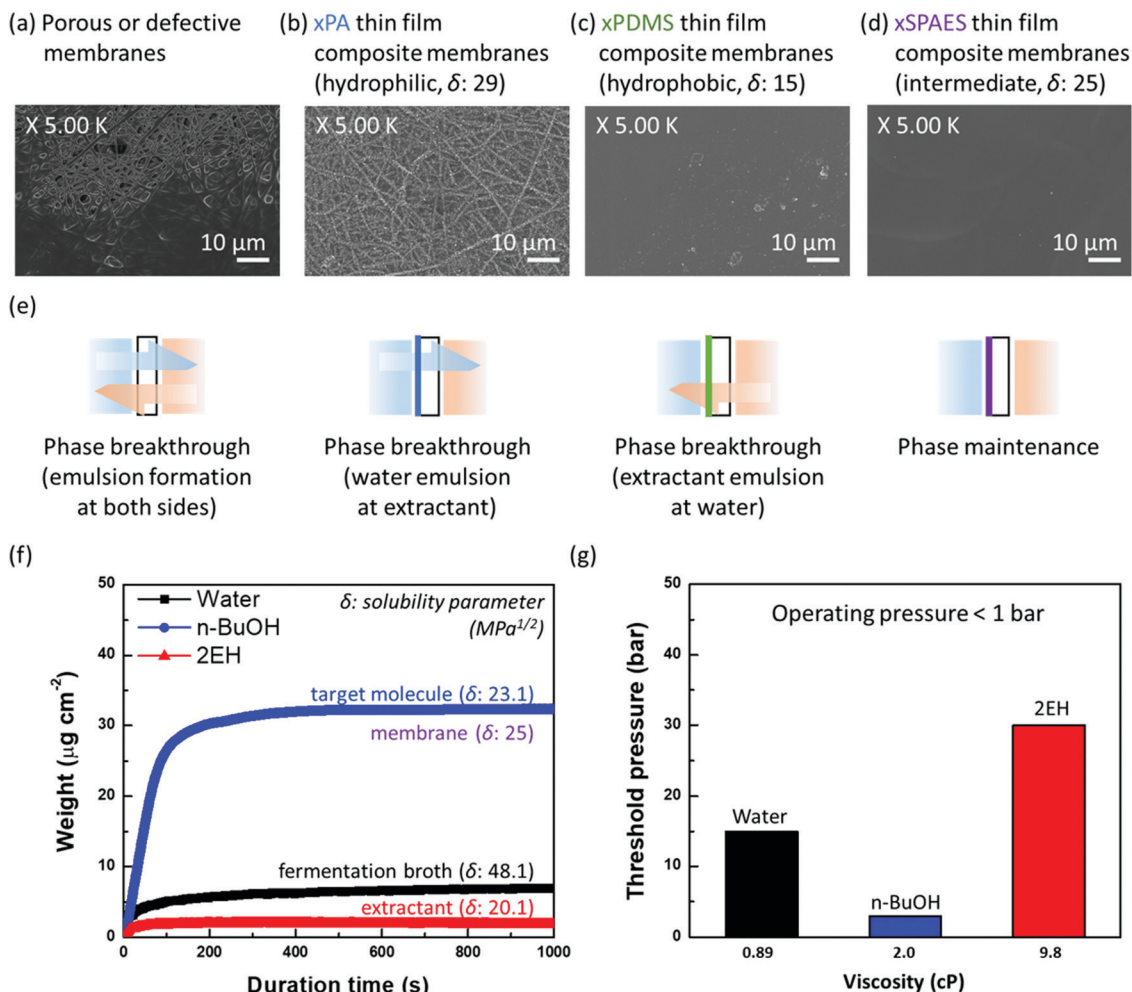 (a) Porous or defective
membranes
(b) xPA thin film
composite membranes
(hydrophilic, δ: 29)
(c) xPDMS thin film
composite membranes
(hydrophobic, δ: 15)
(d) xSPAES thin film
composite membranes
(intermediate, δ: 25)
X 5.00 K
10 μm
X 5.00 K
10 μm
X 5.00 K
10 μm
X 5.00 K
10 μm
(e)
Phase breakthrough
(emulsion formation
at both sides)
Phase breakthrough
(water emulsion
at extractant)
Phase breakthrough
(extractant emulsion
at water)
Phase maintenance
(f)
Weight (μg cm⁻²)
50
40
30
20
10
0
Water
n-BuOH
2EH
δ: solubility parameter
(MPa¹ᐟ²)
target molecule (δ: 23.1)
membrane (δ: 25)
fermentation broth (δ: 48.1)
extractant (δ: 20.1)
0 200 400 600 800 1000
Duration time (s)
(g)
Threshold pressure (bar)
50
40
30
20
10
0
Operating pressure < 1 bar
Water
n-BuOH
2EH
0.89 2.0 9.8
Viscosity (cP)